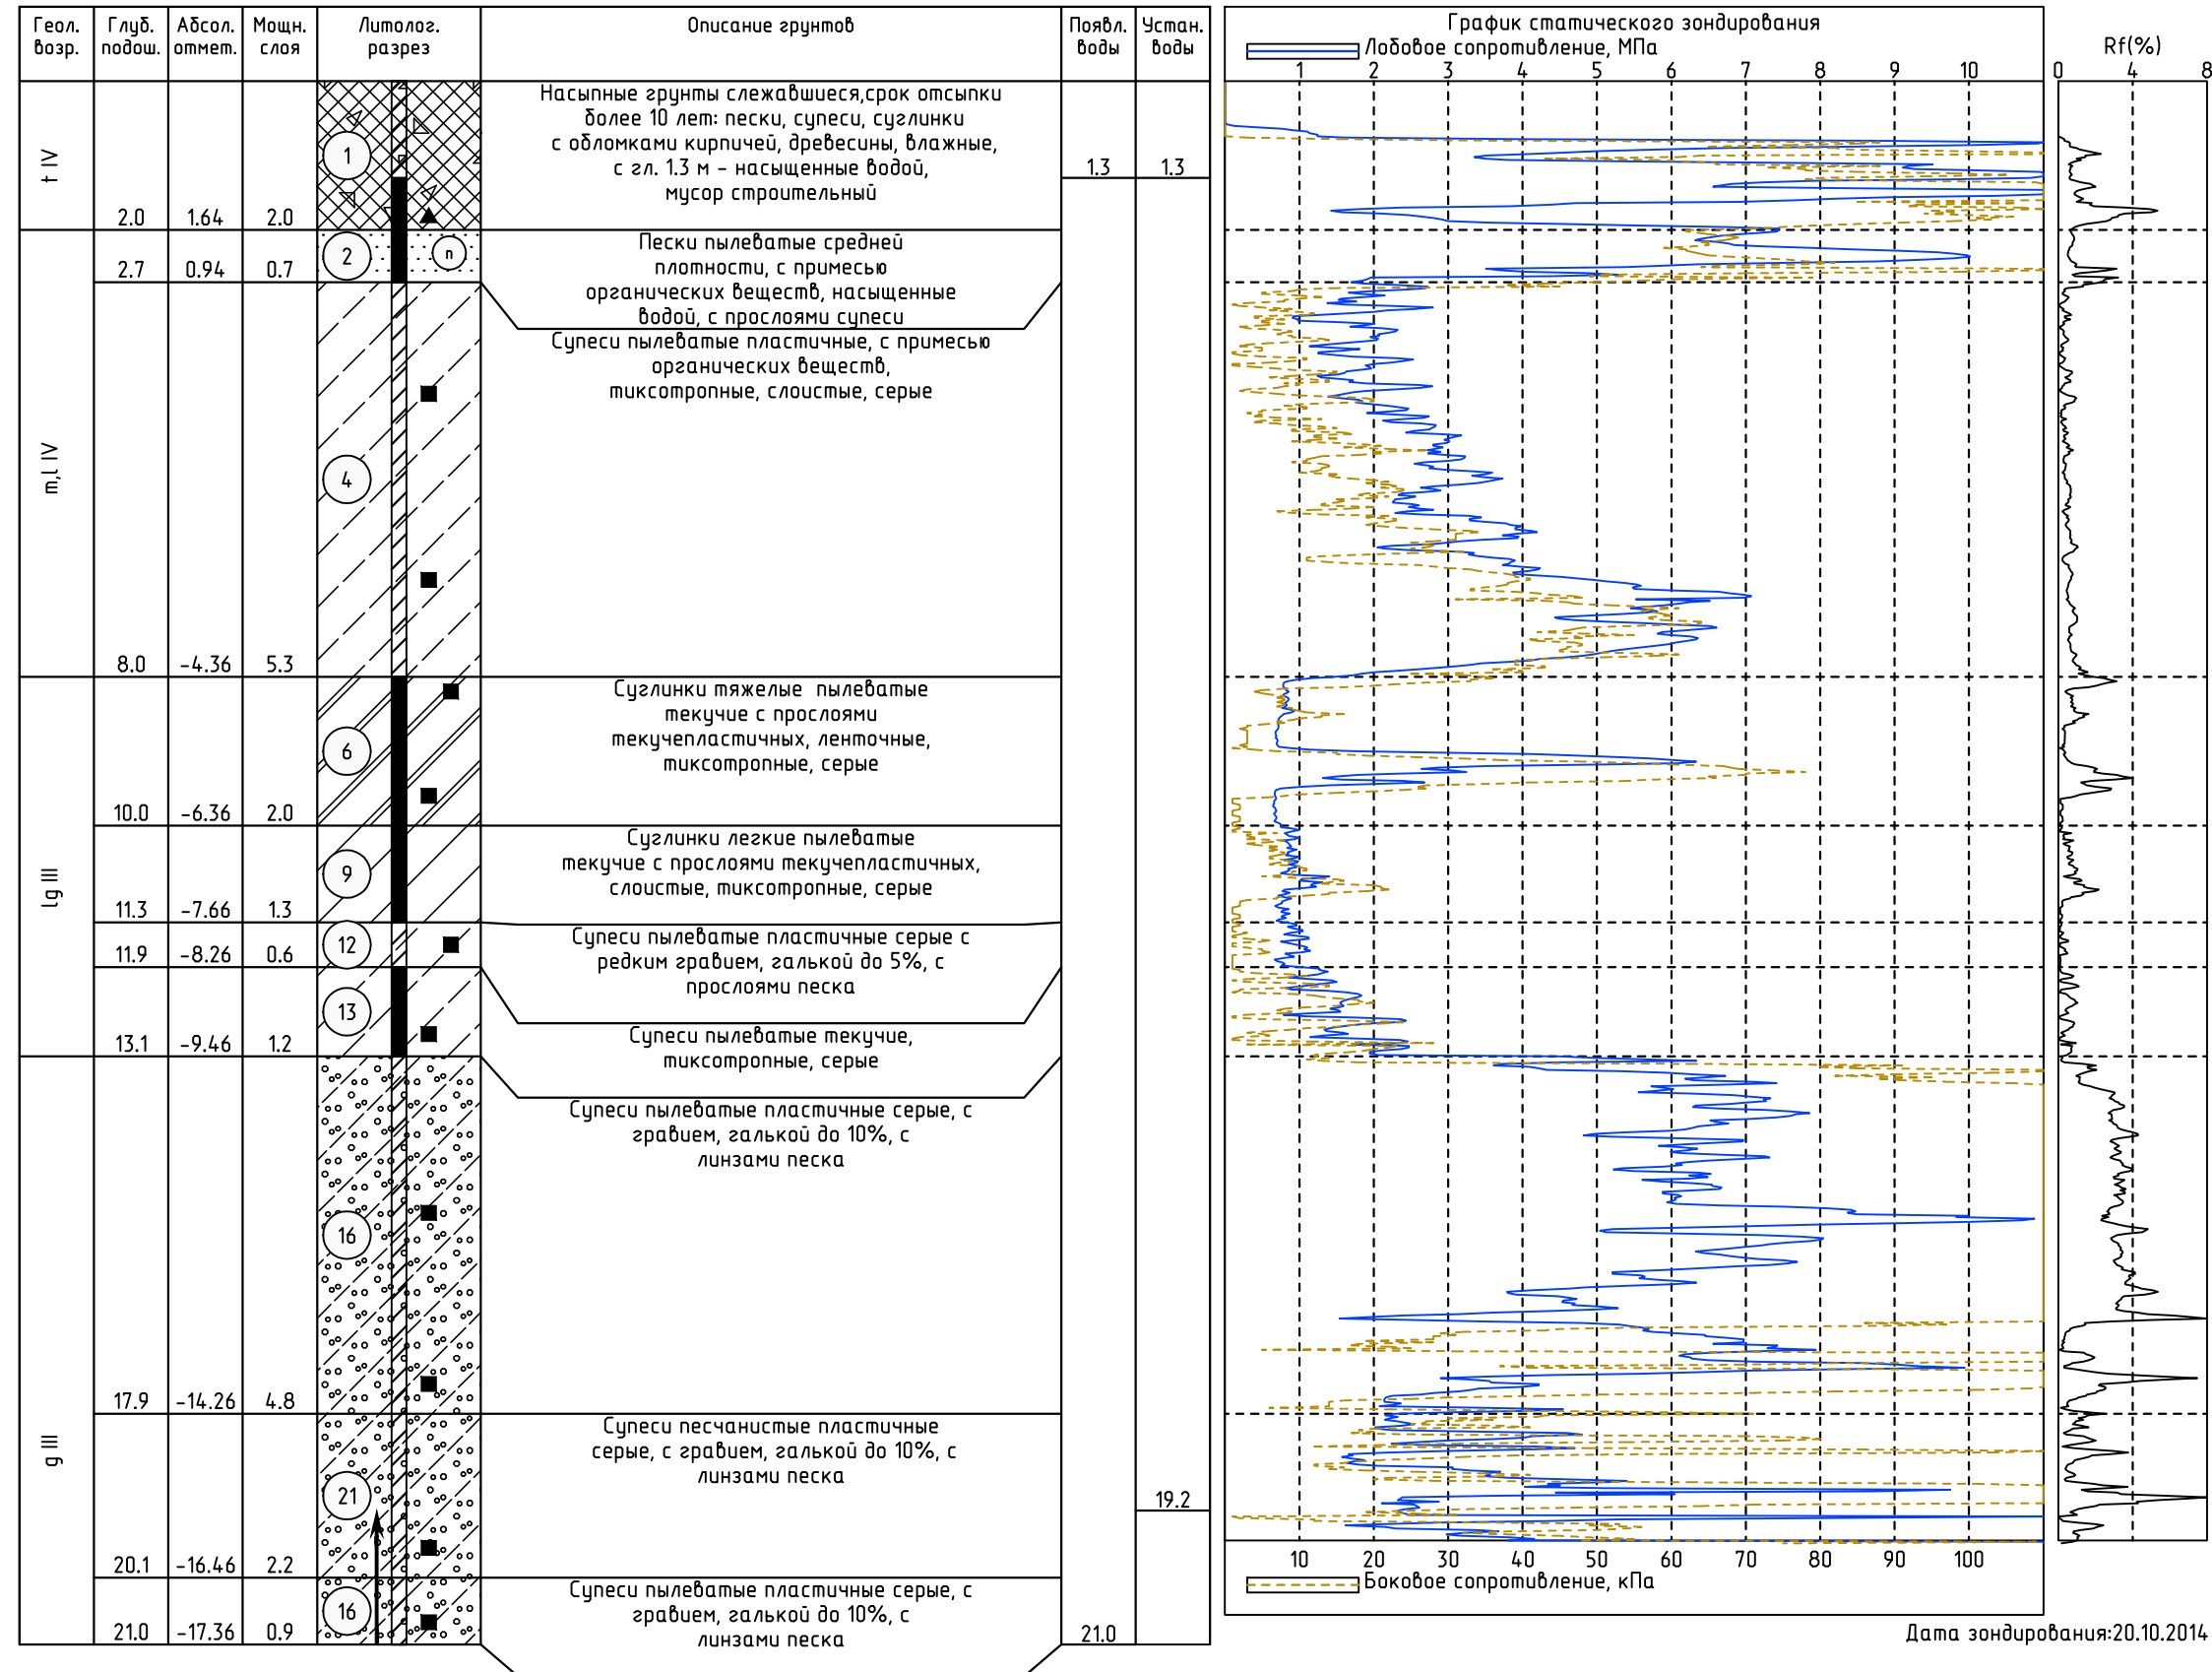 Геол.
возр.
Глуб.
подош.
Абсол.
отмет.
Мощн.
слоя
Литолог.
разрез
Описание грунтов
Появл.
воды
Устан.
воды
График статического зондирования
Лобовое сопротивление, МПа
1 2 3 4 5 6 7 8 9 10
Rf(%)
0 4 8
t IV
1
2.0 1.64 2.0
Насыпные грунты слежавшиеся,срок отсыпки
более 10 лет: пески, супеси, суглинки
с обломками кирпичей, древесины, влажные,
с гл. 1.3 м - насыщенные водой,
мусор строительный
1.3 1.3
m,l IV
2
п
2.7 0.94 0.7
Пески пылеватые средней
плотности, с примесью
органических веществ, насыщенные
водой, с прослоями супеси
4
8.0 -4.36 5.3
Супеси пылеватые пластичные, с примесью
органических веществ,
тиксотропные, слоистые, серые
lg III
6
10.0 -6.36 2.0
Суглинки тяжелые пылеватые
текучие с прослоями
текучепластичных, ленточные,
тиксотропные, серые
9
11.3 -7.66 1.3
Суглинки легкие пылеватые
текучие с прослоями текучепластичных,
слоистые, тиксотропные, серые
12
11.9 -8.26 0.6
Супеси пылеватые пластичные серые с
редким гравием, галькой до 5%, с
прослоями песка
13
13.1 -9.46 1.2
Супеси пылеватые текучие,
тиксотропные, серые
g III
16
17.9 -14.26 4.8
Супеси пылеватые пластичные серые, с
гравием, галькой до 10%, с
линзами песка
21
20.1 -16.46 2.2
Супеси песчанистые пластичные
серые, с гравием, галькой до 10%, с
линзами песка
19.2
16
21.0 -17.36 0.9
Супеси пылеватые пластичные серые, с
гравием, галькой до 10%, с
линзами песка
21.0
10 20 30 40 50 60 70 80 90 100
Боковое сопротивление, кПа
Дата зондирования:20.10.2014